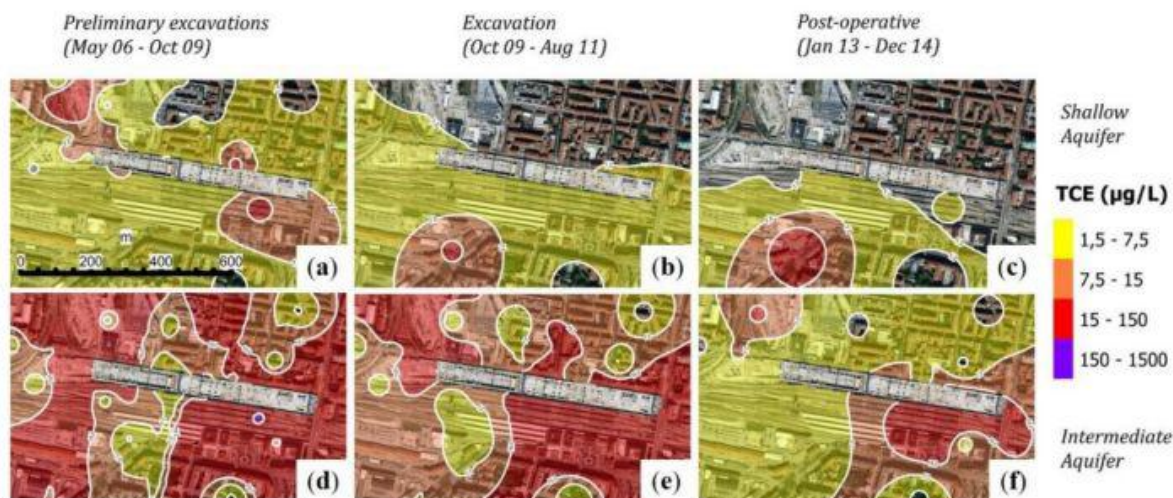 Preliminary excavations
(May 06 - Oct 09)
Excavation
(Oct 09 - Aug 11)
Post-operative
(Jan 13 - Dec 14)
Shallow
Aquifer
m
0 200 400 600
(a)
(b)
(c)
TCE (µg/L)
1,5 - 7,5
7,5 - 15
15 - 150
150 - 1500
(d)
(e)
(f)
Intermediate
Aquifer